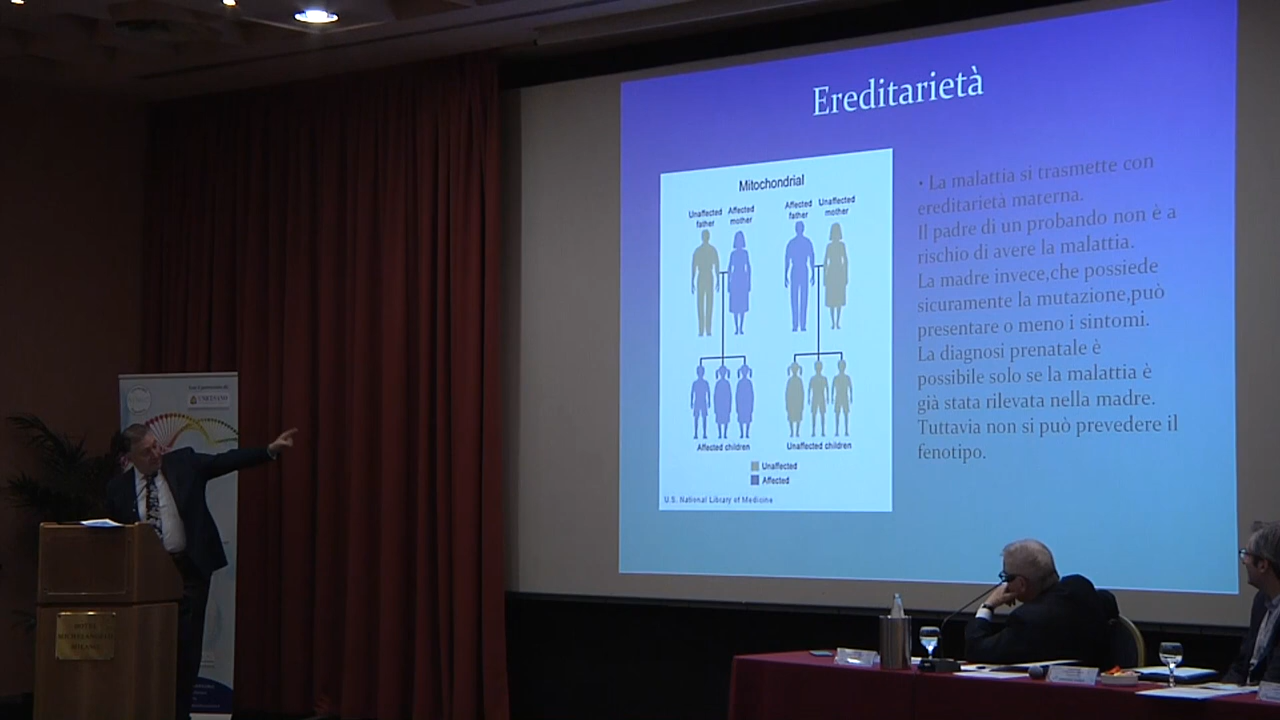 Ereditarietà
Mitochondrial
Unaffected father
Affected mother
Affected father
Unaffected mother
Affected children
Unaffected children
Unaffected
Affected
U.S. National Library of Medicine
• La malattia si trasmette con
ereditarietà materna.
Il padre di un probando non è a
rischio di avere la malattia.
La madre invece,che possiede
sicuramente la mutazione,può
presentare o meno i sintomi.
La diagnosi prenatale è
possibile solo se la malattia è
già stata rilevata nella madre.
Tuttavia non si può prevedere il
fenotipo.
HOTEL
MICHELANGELO
MILANO